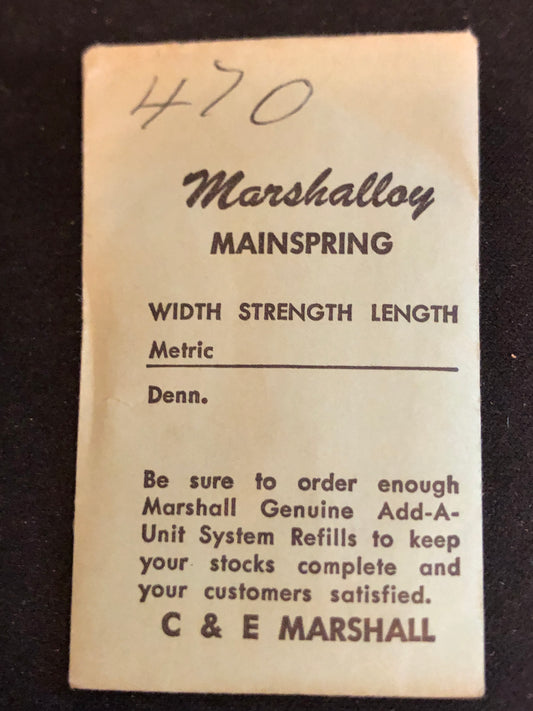 470
Marshalloy
MAINSPRING
WIDTH STRENGTH LENGTH
Metric
Denn.
Be sure to order enough
Marshall Genuine Add-A-
Unit System Refills to keep
your stocks complete and
your customers satisfied.
C & E MARSHALL